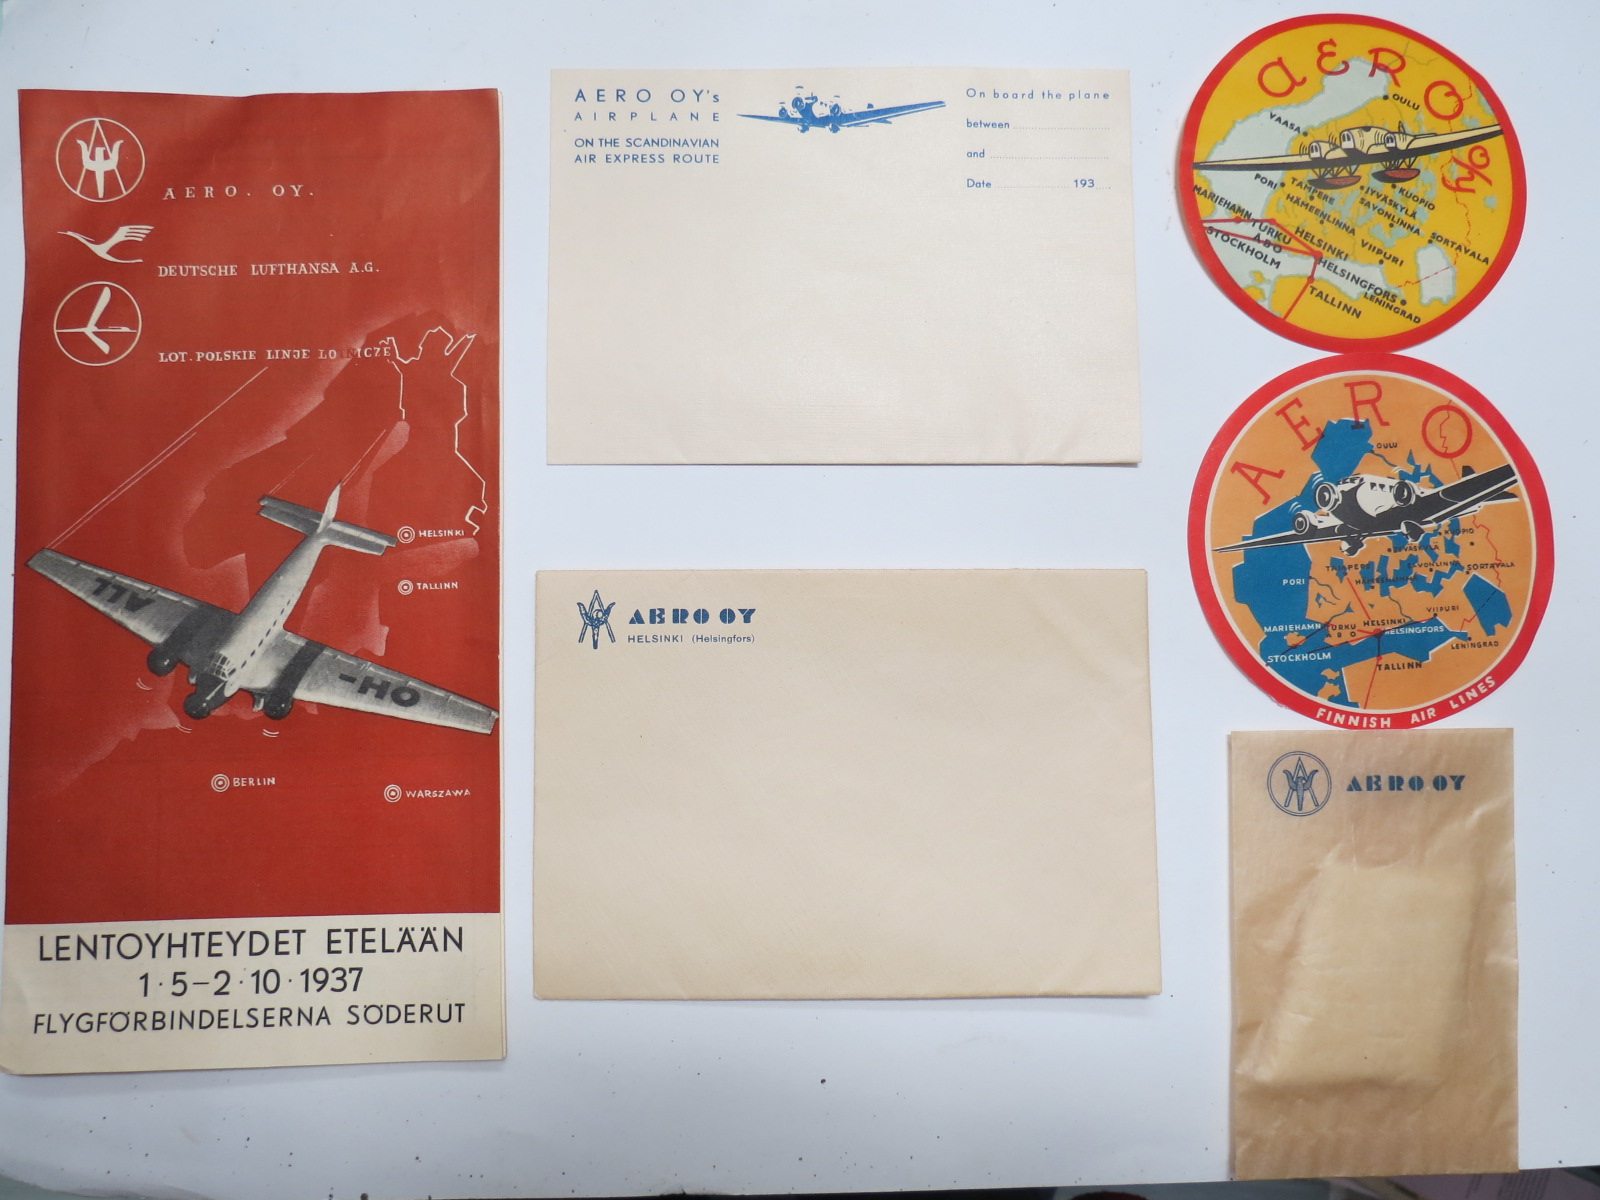 AERO. OY.
DEUTSCHE LUFTHANSA A.G.
LOT. POLSKIE LINJE LOTNICZE
HELSINKI
TALLINN
ALL
OH-
BERLIN
WARSZAWA
LENTOYHTEYDET ETELÄÄN
1·5–2·10·1937
FLYGFÖRBINDELSERNA SÖDERUT
AERO OY's
AIRPLANE
ON THE SCANDINAVIAN
AIR EXPRESS ROUTE
On board the plane
between
and
Date 193
AERO OY
HELSINKI (Helsingfors)
AERO O/Y
OULU
VAASA
PORI
TAMPERE
JYVÄSKYLÄ
KUOPIO
HÄMEENLINNA
SAVONLINNA
SORTAVALA
MARIEHAMN
TURKU
ÅBO
HELSINKI
VIIPURI
STOCKHOLM
HELSINGFORS
LENINGRAD
TALLINN
AERO
OULU
KUOPIO
JYVÄSKYLÄ
TAMPERE
SAVONLINNA
SORTAVALA
PORI
HÄMEENLINNA
VIIPURI
MARIEHAMN
TURKU
ÅBO
HELSINKI
HELSINGFORS
STOCKHOLM
LENINGRAD
TALLINN
FINNISH AIR LINES
AERO OY